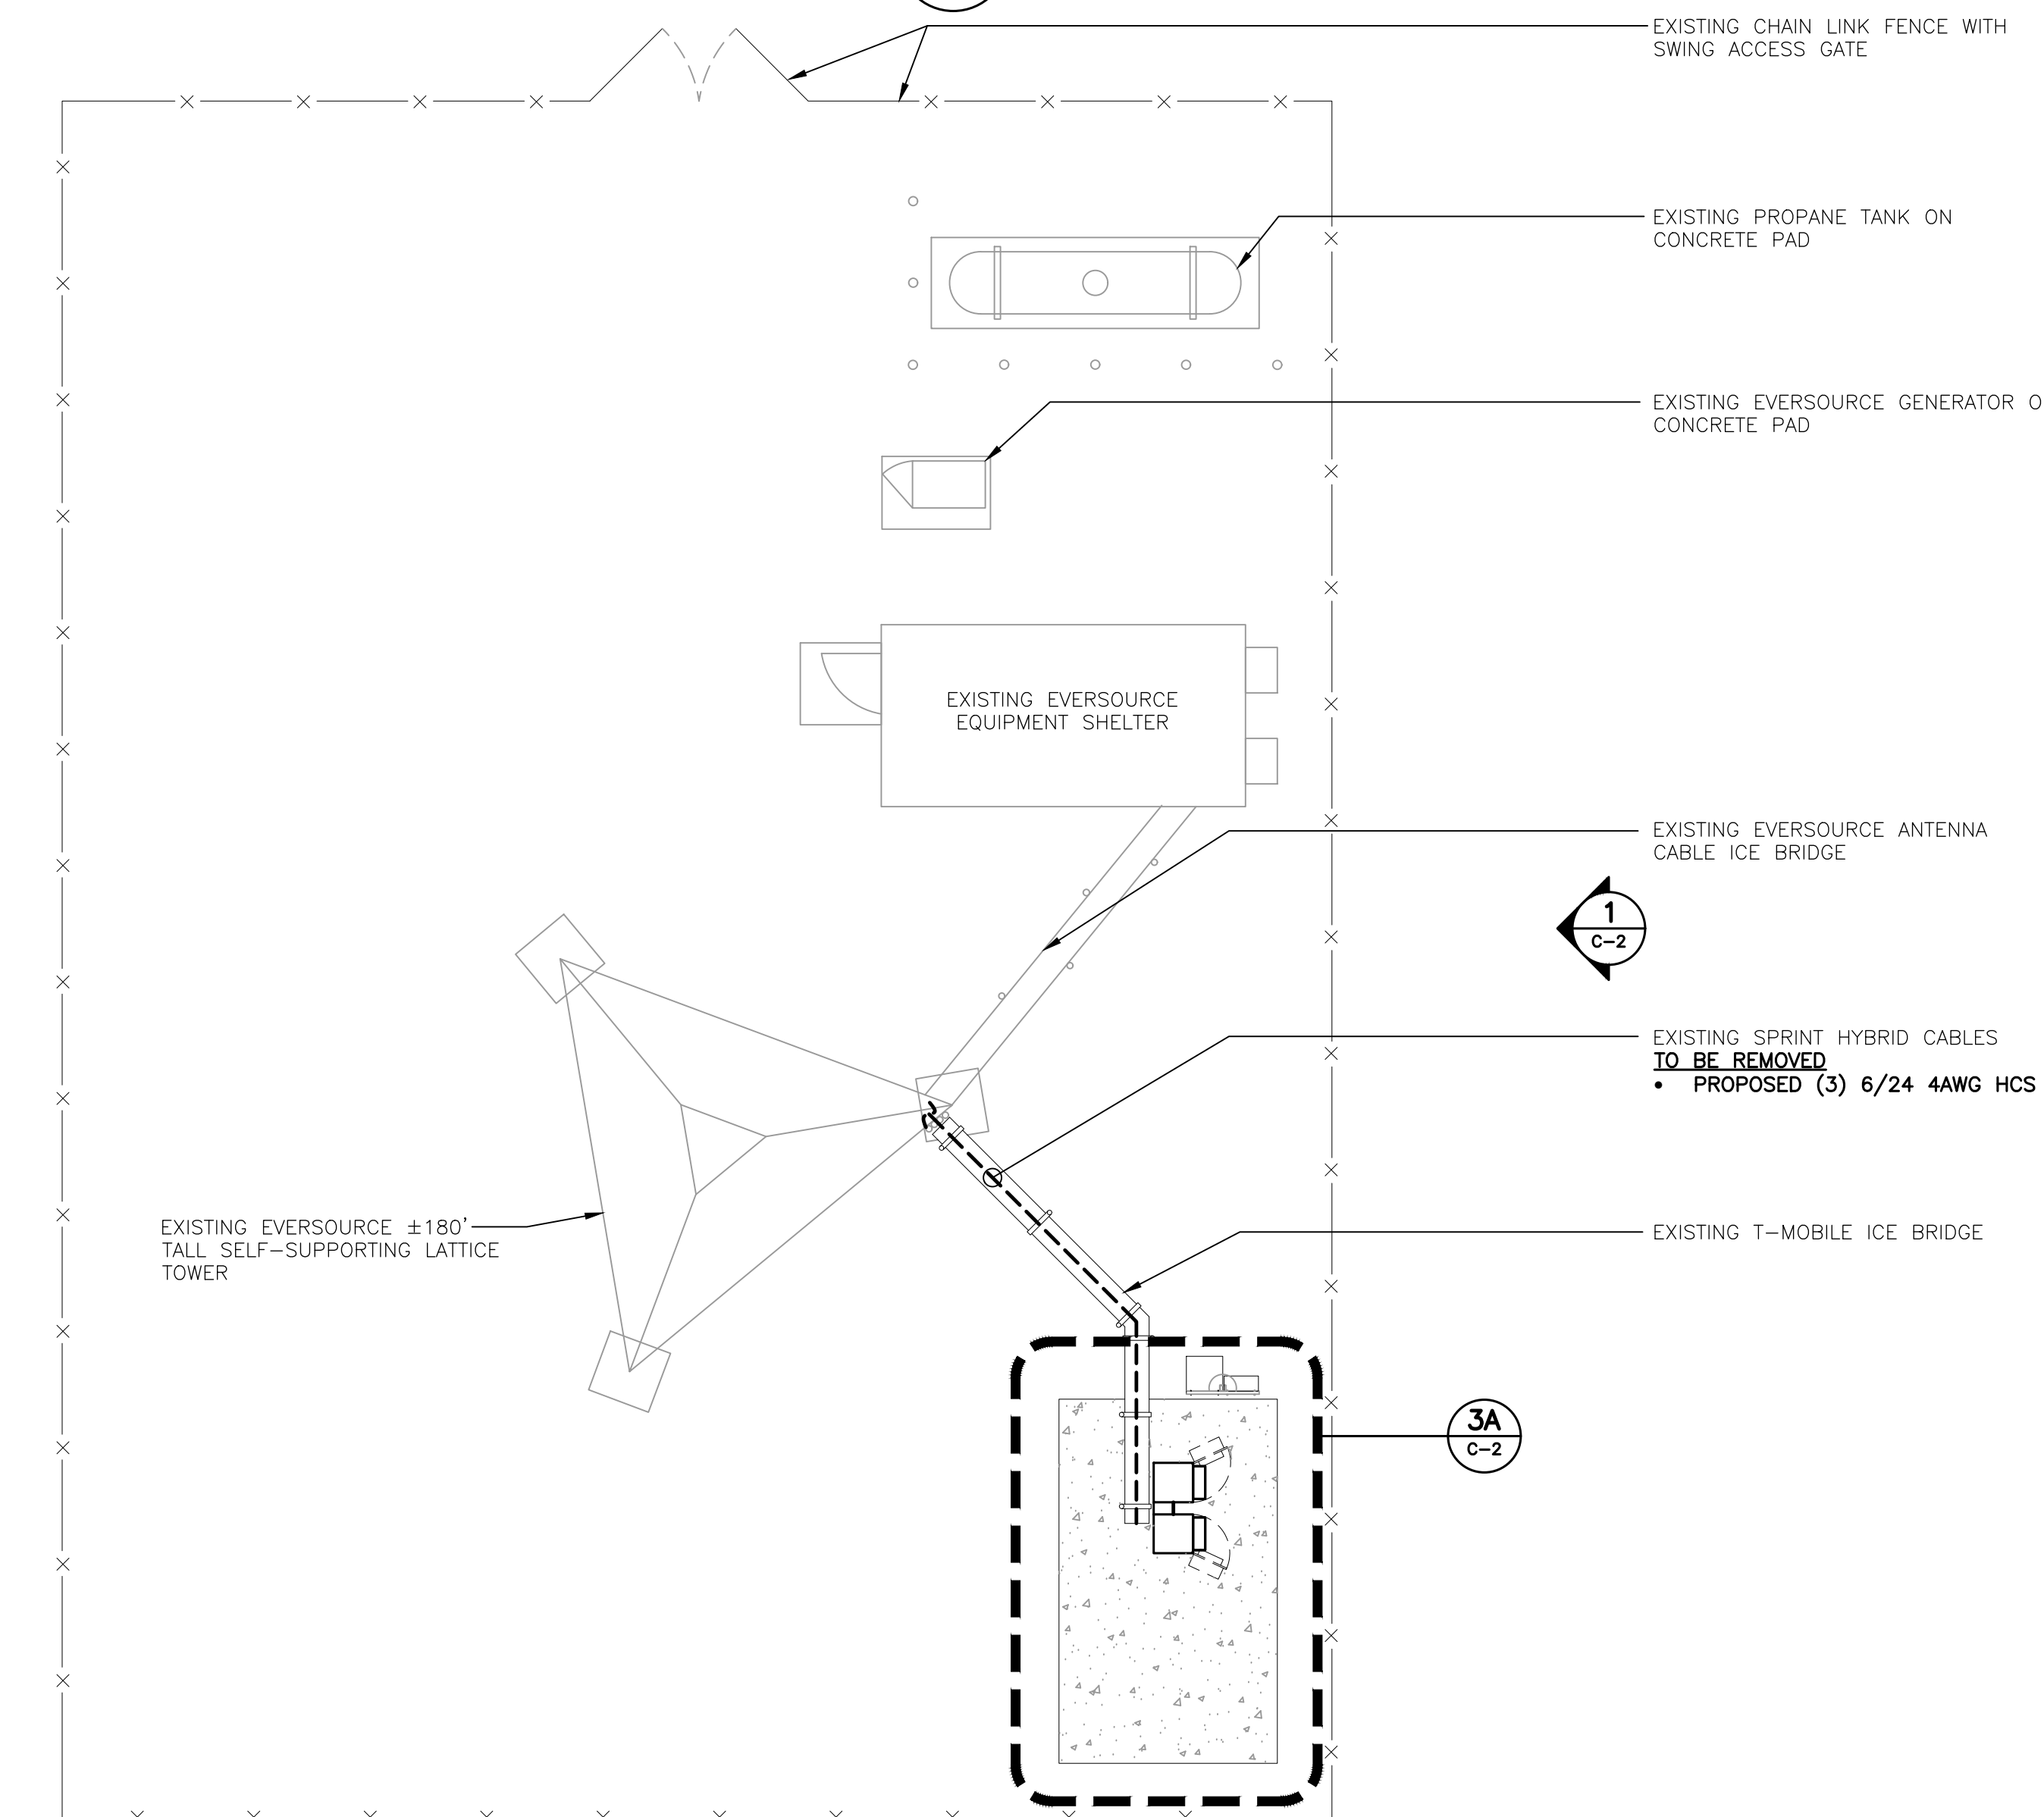 EXISTING CHAIN LINK FENCE WITH
SWING ACCESS GATE
EXISTING PROPANE TANK ON
CONCRETE PAD
EXISTING EVERSOURCE GENERATOR O
CONCRETE PAD
EXISTING EVERSOURCE
EQUIPMENT SHELTER
EXISTING EVERSOURCE ANTENNA
CABLE ICE BRIDGE
1
C-2
EXISTING SPRINT HYBRID CABLES
TO BE REMOVED
• PROPOSED (3) 6/24 4AWG HCS
EXISTING EVERSOURCE ±180'
TALL SELF-SUPPORTING LATTICE
TOWER
EXISTING T-MOBILE ICE BRIDGE
3A
C-2